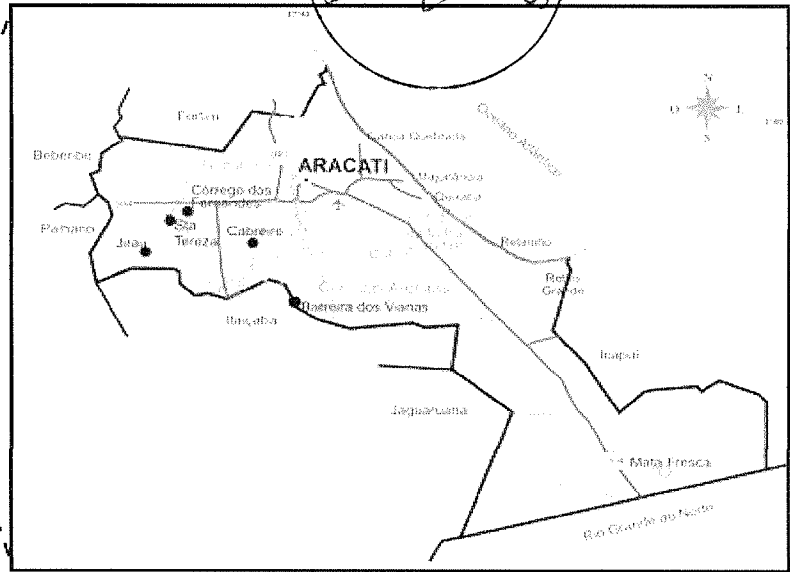 N
O L
S
Fortim
Canoa Quebrada
Oceano Atlântico
Beberibe
ARACATI
Majorlândia
Córrego dos
Fernandes
Quixaba
Palhano
Sta
Tereza
Cabreiro
Jirau
Retirinho
Retiro
Grande
Barreira dos Vianas
Itaiçaba
Icapuí
Jaguaruana
Mata Fresca
Rio Grande do Norte